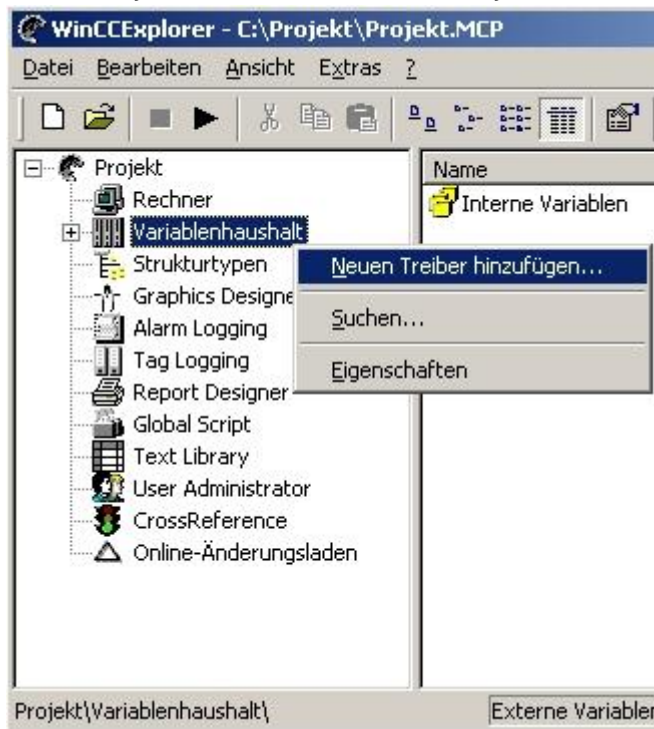 WinCCExplorer - C:\Projekt\Projekt.MCP
Datei Bearbeiten Ansicht Extras ?
Projekt
Name
Rechner
Interne Variablen
Variablenhaushalt
Strukturtypen
Neuen Treiber hinzufügen...
Graphics Designe
Suchen...
Alarm Logging
Tag Logging
Eigenschaften
Report Designer
Global Script
Text Library
User Administrator
CrossReference
Online-Änderungsladen
Projekt\Variablenhaushalt\
Externe Variablen